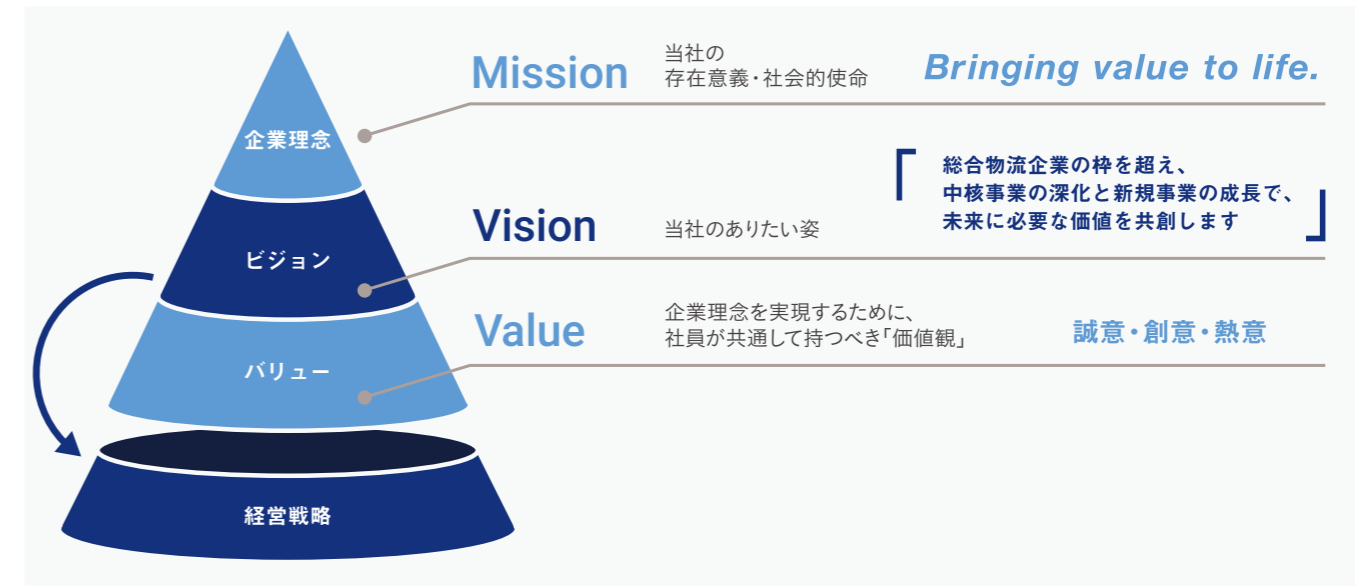 企業理念
Mission
当社の
存在意義・社会的使命
Bringing value to life.
ビジョン
Vision
当社のありたい姿
「総合物流企業の枠を超え、
中核事業の深化と新規事業の成長で、
未来に必要な価値を共創します」
バリュー
Value
企業理念を実現するために、
社員が共通して持つべき「価値観」
誠意・創意・熱意
経営戦略